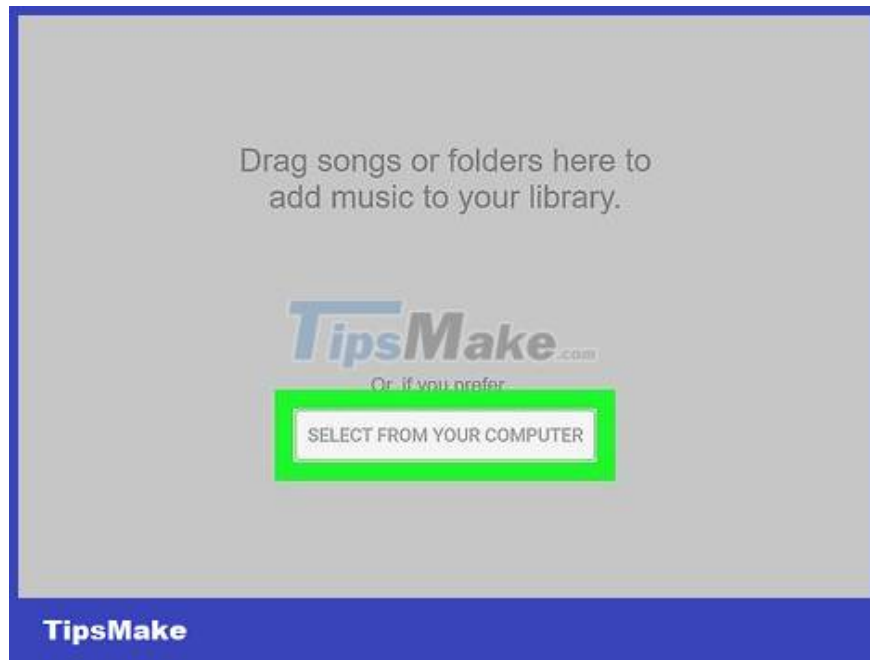 Drag songs or folders here to
add music to your library.
TipsMake.com
Or, if you prefer
SELECT FROM YOUR COMPUTER
TipsMake